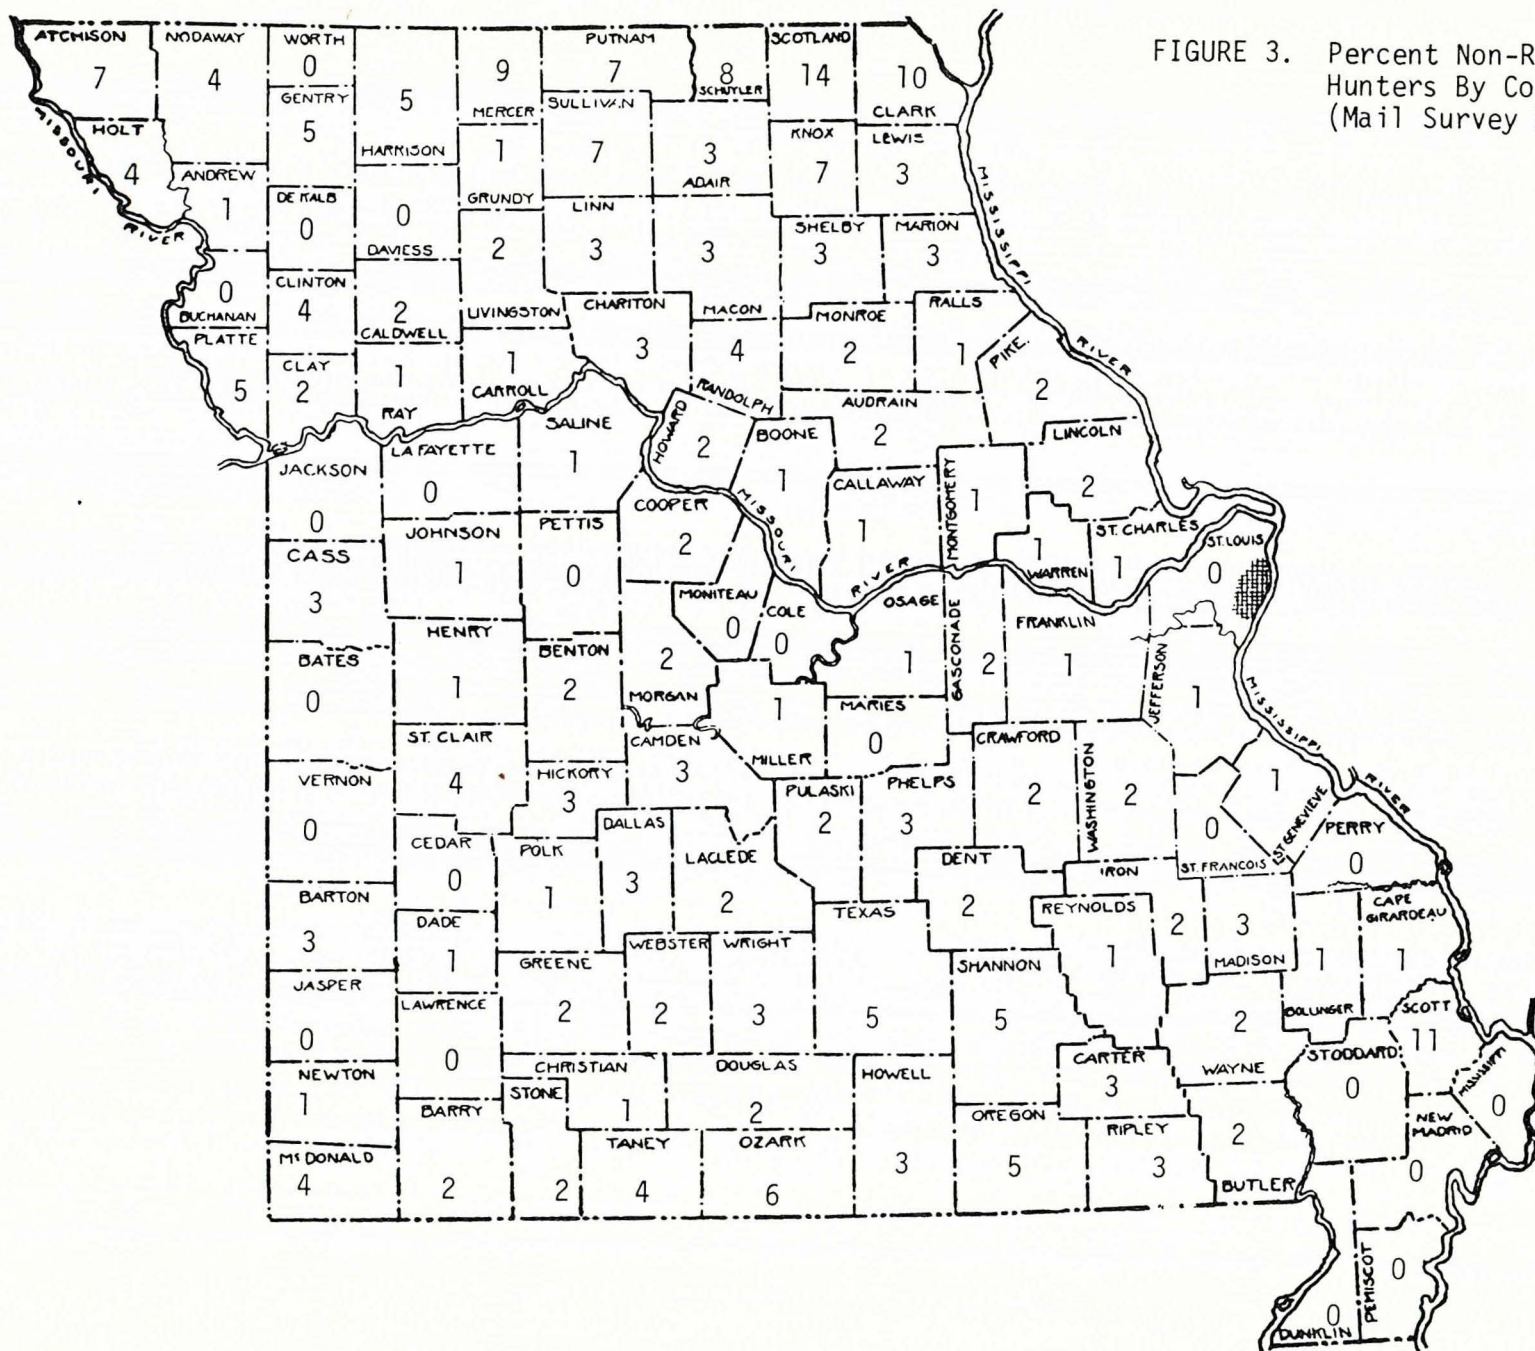 FIGURE 3. Percent Non-R
Hunters By Co
(Mail Survey
ATCHISON
7
NODAWAY
4
WORTH
0
GENTRY
5
HARRISON
5
MERCER
9
PUTNAM
7
SCHUYLER
8
SCOTLAND
14
CLARK
10
HOLT
4
ANDREW
1
DE KALB
0
DAVIESS
0
GRUNDY
1
SULLIVAN
7
ADAIR
3
KNOX
7
LEWIS
3
MISSOURI
RIVER
MISSISSIPPI
RIVER
BUCHANAN
0
CLINTON
4
CALDWELL
2
LIVINGSTON
2
LINN
3
MACON
3
SHELBY
3
MARION
3
PLATTE
5
CLAY
2
RAY
1
CARROLL
1
CHARITON
3
RANDOLPH
4
MONROE
2
RALLS
1
PIKE
2
JACKSON
0
LAFAYETTE
0
SALINE
1
HOWARD
2
BOONE
1
AUDRAIN
2
CALLAWAY
1
MONTGOMERY
1
LINCOLN
2
WARREN
1
ST. CHARLES
1
ST. LOUIS
0
MISSOURI
RIVER
CASS
3
JOHNSON
1
PETTIS
0
COOPER
2
MONITEAU
0
COLE
0
OSAGE
1
GASCONADE
2
FRANKLIN
1
JEFFERSON
1
MISSISSIPPI
RIVER
BATES
0
HENRY
1
BENTON
2
MORGAN
2
MILLER
1
MARIES
0
CRAWFORD
2
WASHINGTON
2
ST. FRANCOIS
0
ST. GENEVIEVE
1
PERRY
0
VERNON
0
ST. CLAIR
4
HICKORY
3
CAMDEN
3
PULASKI
2
PHELPS
3
DENT
2
IRON
2
REYNOLDS
1
MADISON
3
BOLLINGER
1
CAPE
GIRARDEAU
1
BARTON
3
CEDAR
0
POLK
1
DALLAS
3
LACLEDE
2
TEXAS
5
SHANNON
5
DADE
1
JASPER
0
LAWRENCE
0
GREENE
2
WEBSTER
2
WRIGHT
3
CARTER
3
WAYNE
2
STODDARD
0
SCOTT
11
MISSISSIPPI
0
NEW
MADRID
0
NEWTON
1
BARRY
2
STONE
2
CHRISTIAN
1
DOUGLAS
2
HOWELL
3
OREGON
5
RIPLEY
3
BUTLER
2
MCDONALD
4
TANEY
4
OZARK
6
PEMISCOT
0
DUNKLIN
0